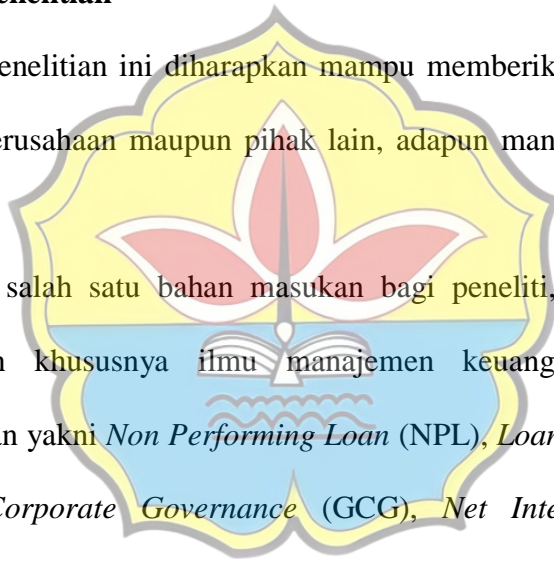 enelitian ini diharapkan mampu memberik
erusahaan maupun pihak lain, adapun man
salah satu bahan masukan bagi peneliti,
khususnya ilmu manajemen keuang
an yakni Non Performing Loan (NPL), Loan
Corporate Governance (GCG), Net Inte